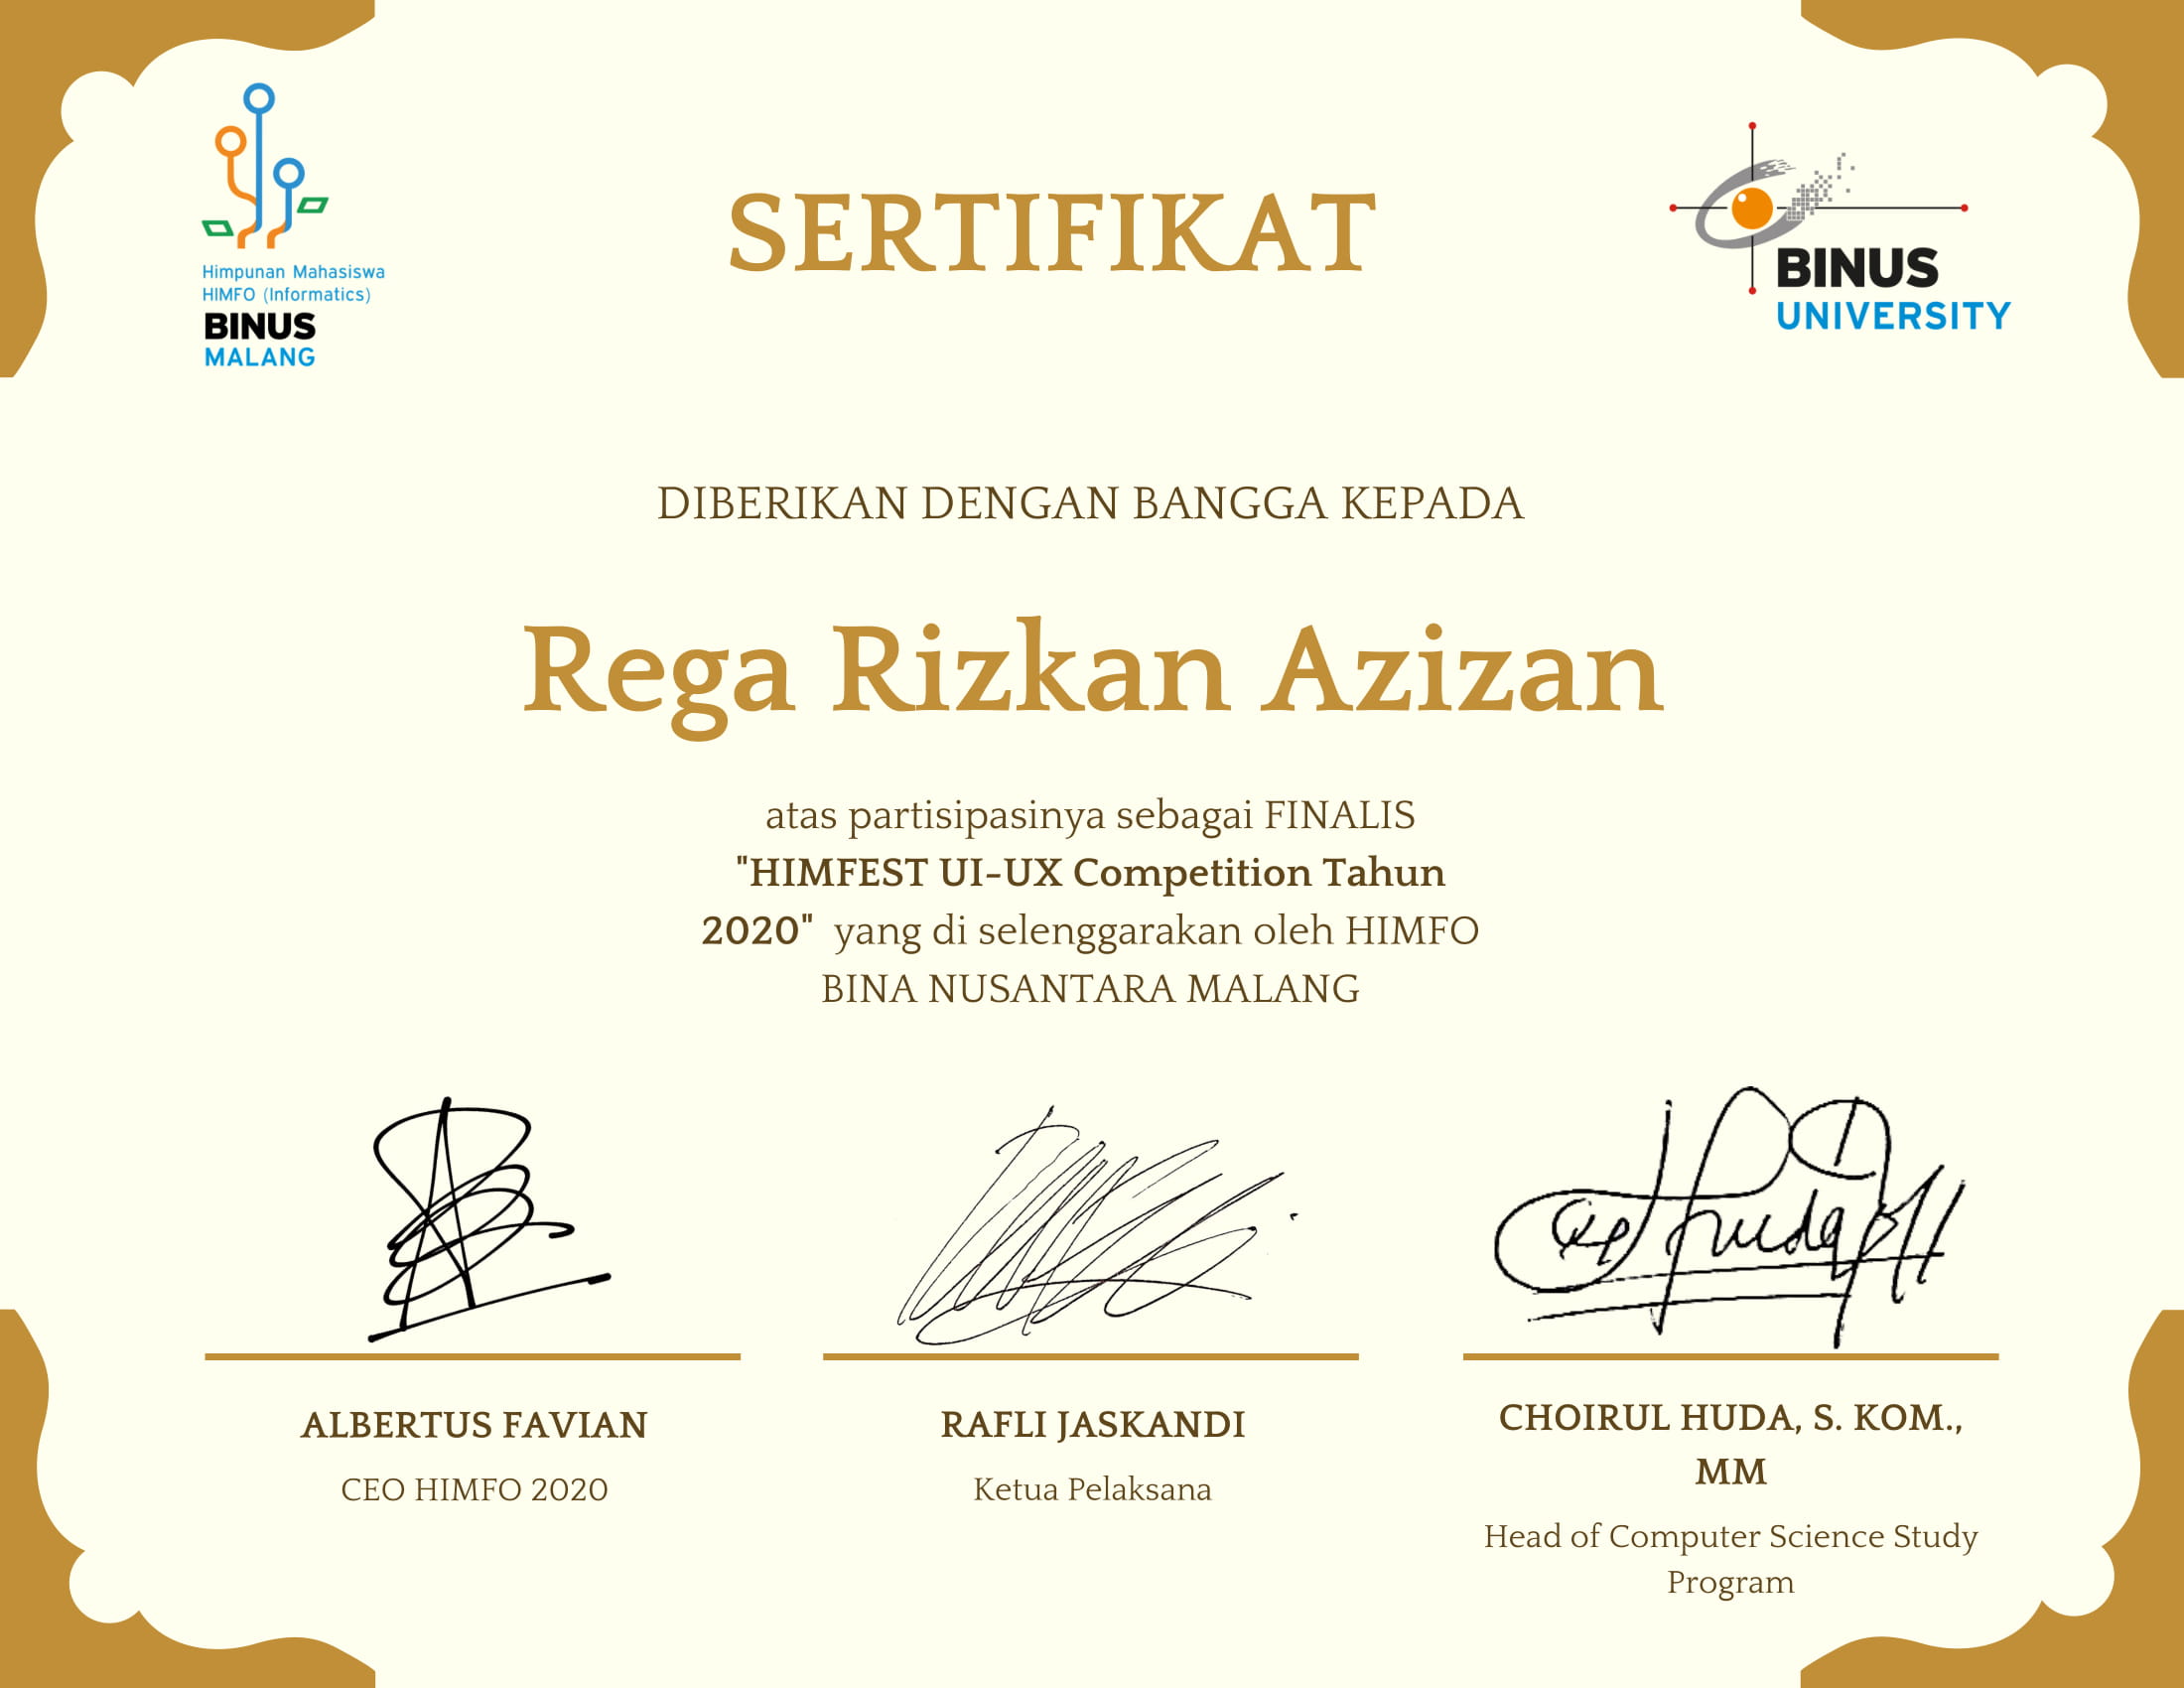 Himpunan Mahasiswa
HIMFO (Informatics)
BINUS
MALANG
SERTIFIKAT
BINUS
UNIVERSITY
DIBERIKAN DENGAN BANGGA KEPADA
Rega Rizkan Azizan
atas partisipasinya sebagai FINALIS
"HIMFEST UI-UX Competition Tahun
2020" yang di selenggarakan oleh HIMFO
BINA NUSANTARA MALANG
ALBERTUS FAVIAN
CEO HIMFO 2020
RAFLI JASKANDI
Ketua Pelaksana
CHOIRUL HUDA, S. KOM.,
MM
Head of Computer Science Study
Program